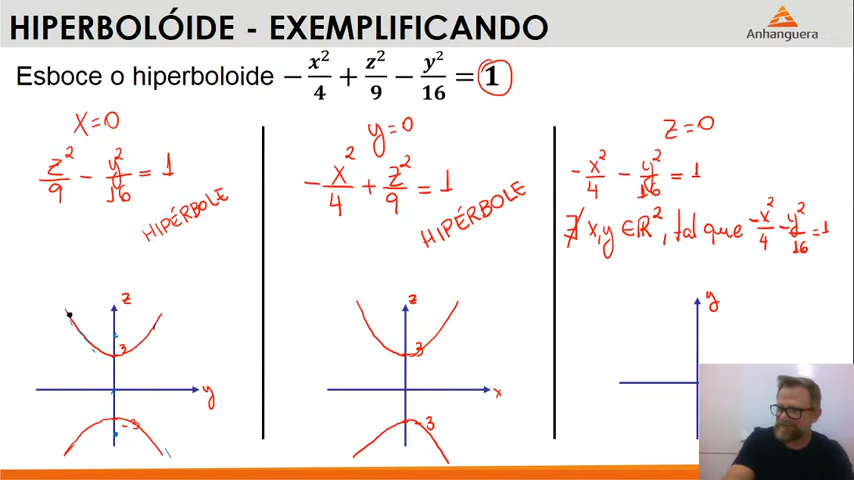 HIPERBOLÓIDE - EXEMPLIFICANDO
Anhanguera
Esboce o hiperboloide −x²/4 + z²/9 − y²/16 = 1
X=0
z²/9 − y²/16 = 1
HIPÉRBOLE
z
3
y
-3
y=0
−x²/4 + z²/9 = 1
HIPÉRBOLE
z
3
x
-3
z=0
−x²/4 − y²/16 = 1
∄ x,y ∈ ℝ², tal que −x²/4 − y²/16 = 1
y